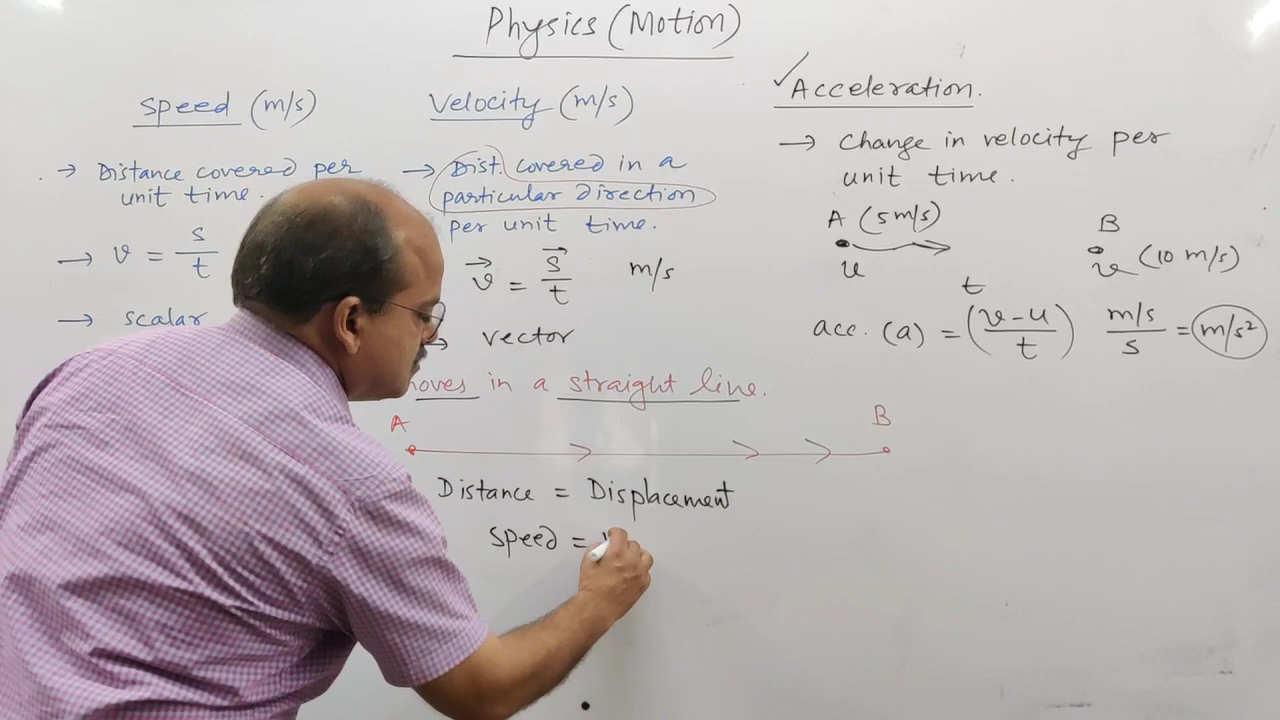 Physics (Motion)
Speed (m/s)
→ Distance covered per
unit time.
→ v = s/t
→ scalar
Velocity (m/s)
→ Dist. covered in a
particular direction
per unit time.
v⃗ = s⃗/t m/s
→ vector
✓Acceleration.
→ Change in velocity per
unit time.
A (5m/s) B
u v (10 m/s)
t
acc. (a) = (v-u/t) m/s/s = m/s²
moves in a straight line.
A B
Distance = Displacement
Speed =